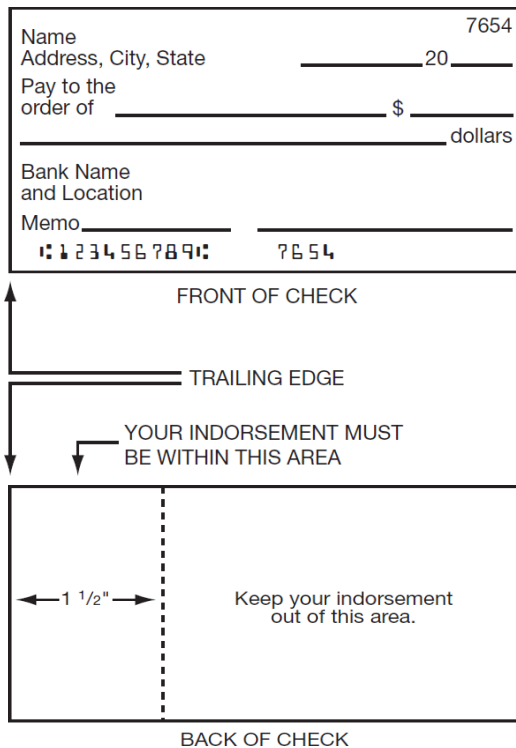 7654
Name
Address, City, State 20
Pay to the
order of $
dollars
Bank Name
and Location
Memo
⑆123456789⑆ 7654
FRONT OF CHECK
TRAILING EDGE
YOUR INDORSEMENT MUST
BE WITHIN THIS AREA
1 1/2"
Keep your indorsement
out of this area.
BACK OF CHECK